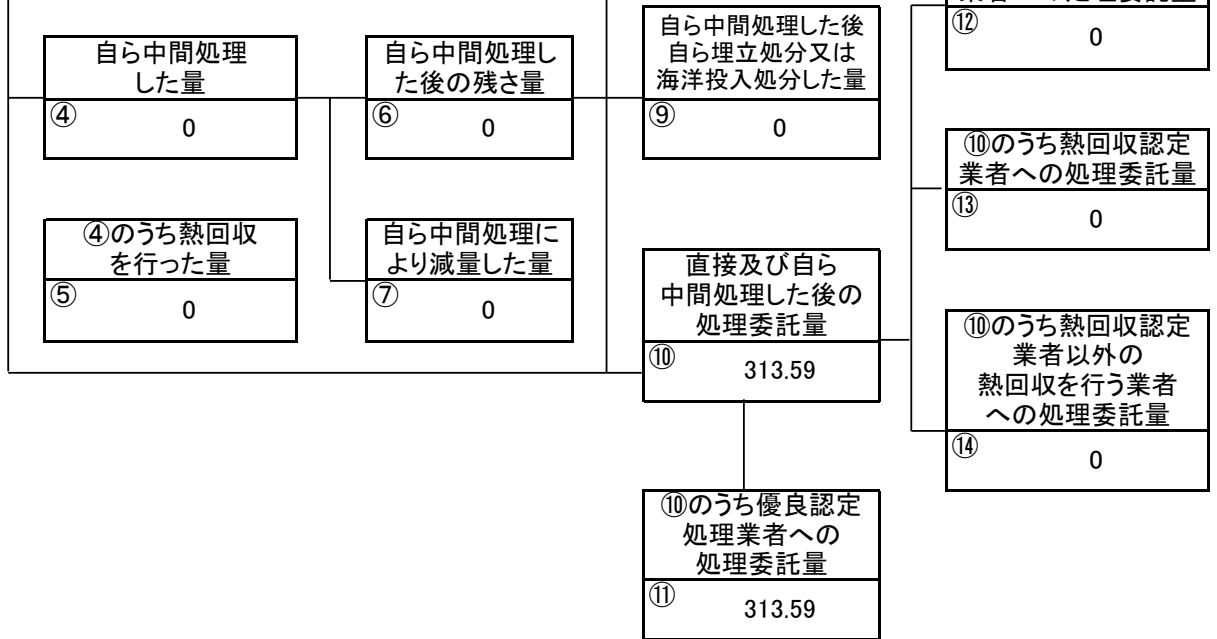 ⑫
0
自ら中間処理
した量
④
0
自ら中間処理し
た後の残さ量
⑥
0
自ら中間処理した後
自ら埋立処分又は
海洋投入処分した量
⑨
0
⑩のうち熱回収認定
業者への処理委託量
⑬
0
④のうち熱回収
を行った量
⑤
0
自ら中間処理に
より減量した量
⑦
0
直接及び自ら
中間処理した後の
処理委託量
⑩
313.59
⑩のうち熱回収認定
業者以外の
熱回収を行う業者
への処理委託量
⑭
0
⑩のうち優良認定
処理業者への
処理委託量
⑪
313.59